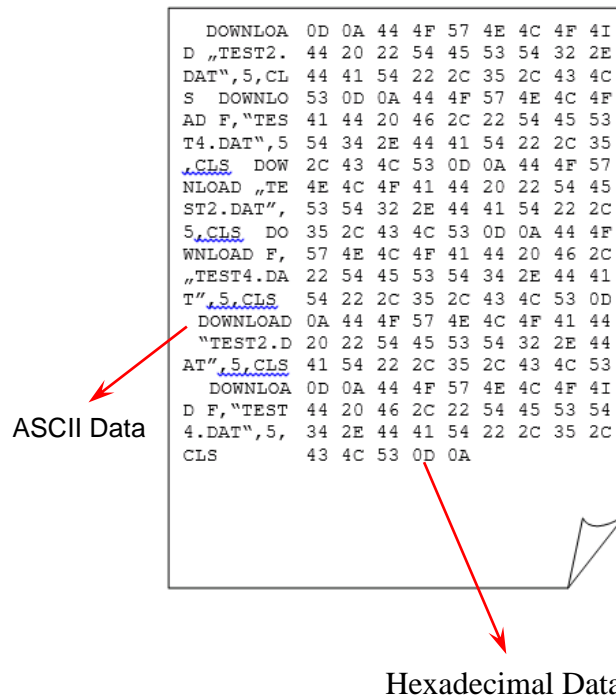 DOWNLOA 0D 0A 44 4F 57 4E 4C 4F 4I
D „TEST2. 44 20 22 54 45 53 54 32 2E
DAT“,5,CL 44 41 54 22 2C 35 2C 43 4C
S DOWNLO 53 0D 0A 44 4F 57 4E 4C 4F
AD F,“TES 41 44 20 46 2C 22 54 45 53
T4.DAT“,5 54 34 2E 44 41 54 22 2C 35
,CLS DOW 2C 43 4C 53 0D 0A 44 4F 57
NLOAD „TE 4E 4C 4F 41 44 20 22 54 45
ST2.DAT”, 53 54 32 2E 44 41 54 22 2C
5,CLS DO 35 2C 43 4C 53 0D 0A 44 4F
WNLOAD F, 57 4E 4C 4F 41 44 20 46 2C
„TEST4.DA 22 54 45 53 54 34 2E 44 41
T”,5,CLS 54 22 2C 35 2C 43 4C 53 0D
DOWNLOAD 0A 44 4F 57 4E 4C 4F 41 44
“TEST2.D 20 22 54 45 53 54 32 2E 44
AT”,5,CLS 41 54 22 2C 35 2C 43 4C 53
DOWNLOA 0D 0A 44 4F 57 4E 4C 4F 4I
D F,“TEST 44 20 46 2C 22 54 45 53 54
4.DAT“,5, 34 2E 44 41 54 22 2C 35 2C
CLS 43 4C 53 0D 0A
ASCII Data
Hexadecimal Data